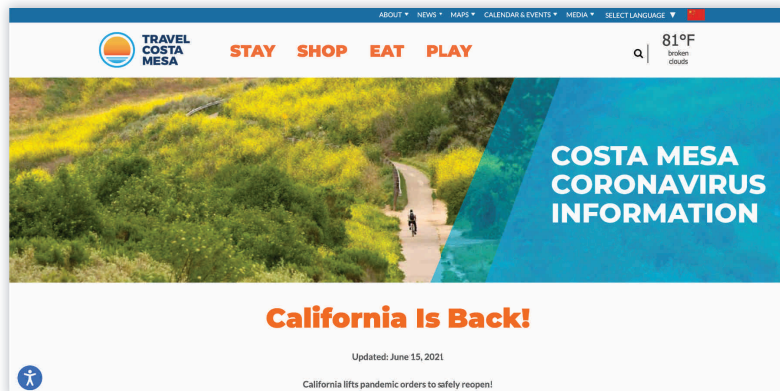 ABOUT ▼ NEWS ▼ MAPS ▼ CALENDAR & EVENTS ▼ MEDIA ▼ SELECT LANGUAGE ▼
TRAVEL
COSTA
MESA
STAY SHOP EAT PLAY
81°F
broken
clouds
COSTA MESA
CORONAVIRUS
INFORMATION
California Is Back!
Updated: June 15, 2021
California lifts pandemic orders to safely reopen!